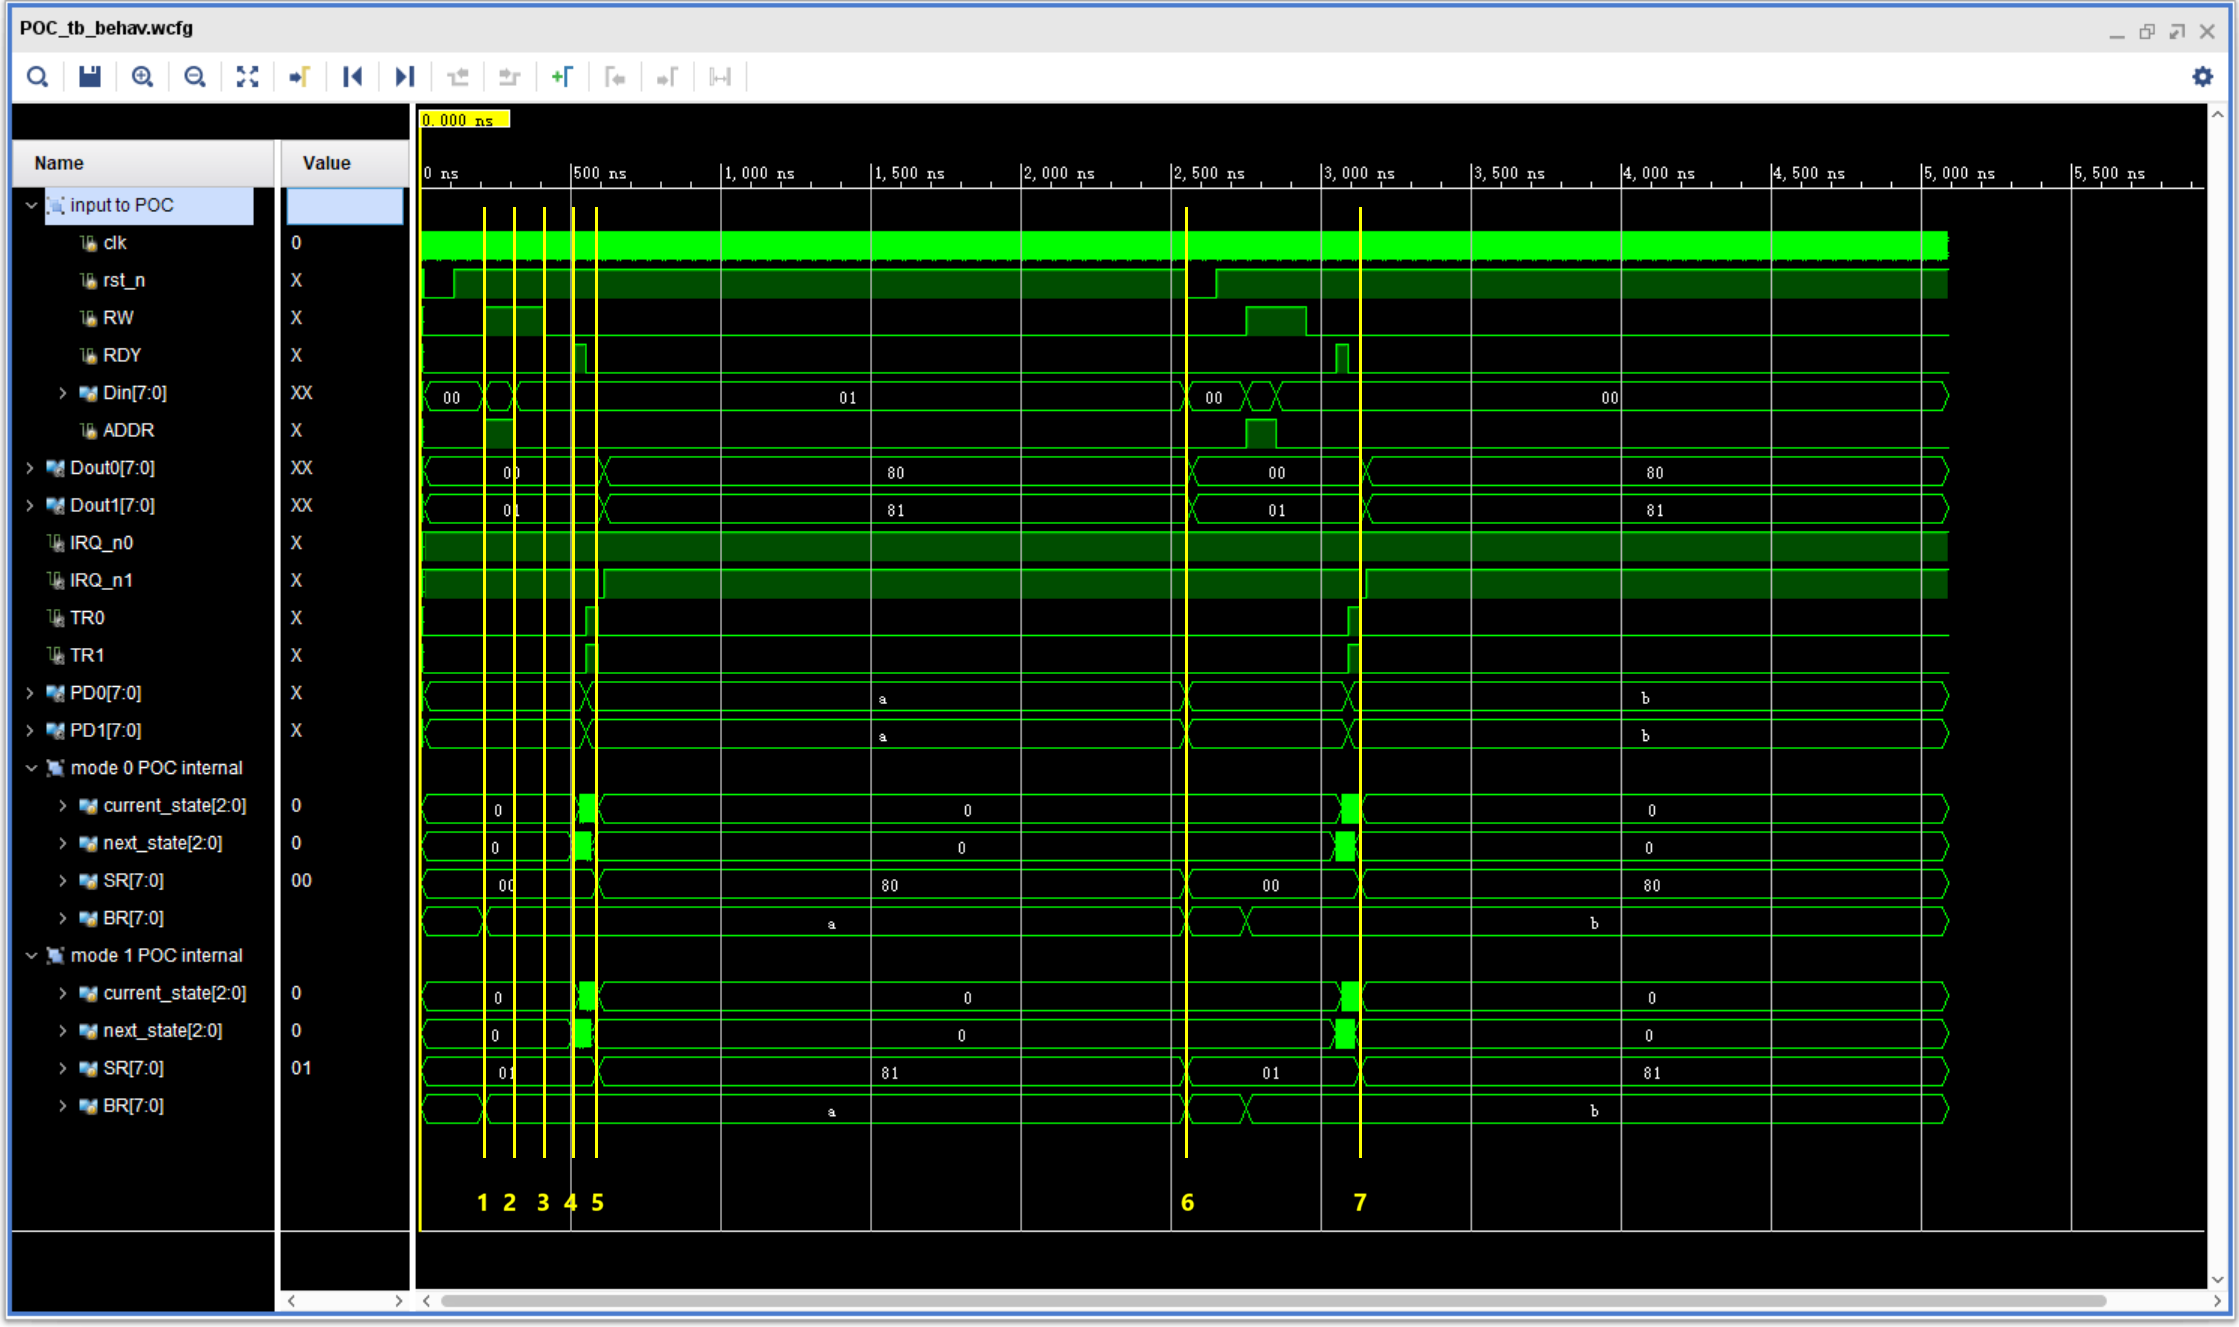 POC_tb_behav.wcfg
0.000 ns
Name Value
0 ns 500 ns 1,000 ns 1,500 ns 2,000 ns 2,500 ns 3,000 ns 3,500 ns 4,000 ns 4,500 ns 5,000 ns 5,500 ns
input to POC
clk 0
rst_n X
RW X
RDY X
Din[7:0] XX 00 01 00 00
ADDR X
Dout0[7:0] XX 00 80 00 80
Dout1[7:0] XX 01 81 01 81
IRQ_n0 X
IRQ_n1 X
TR0 X
TR1 X
PD0[7:0] X a b
PD1[7:0] X a b
mode 0 POC internal
current_state[2:0] 0 0 0 0
next_state[2:0] 0 0 0 0
SR[7:0] 00 00 80 00 80
BR[7:0] a b
mode 1 POC internal
current_state[2:0] 0 0 0 0
next_state[2:0] 0 0 0 0
SR[7:0] 01 01 81 01 81
BR[7:0] a b
1 2 3 4 5 6 7